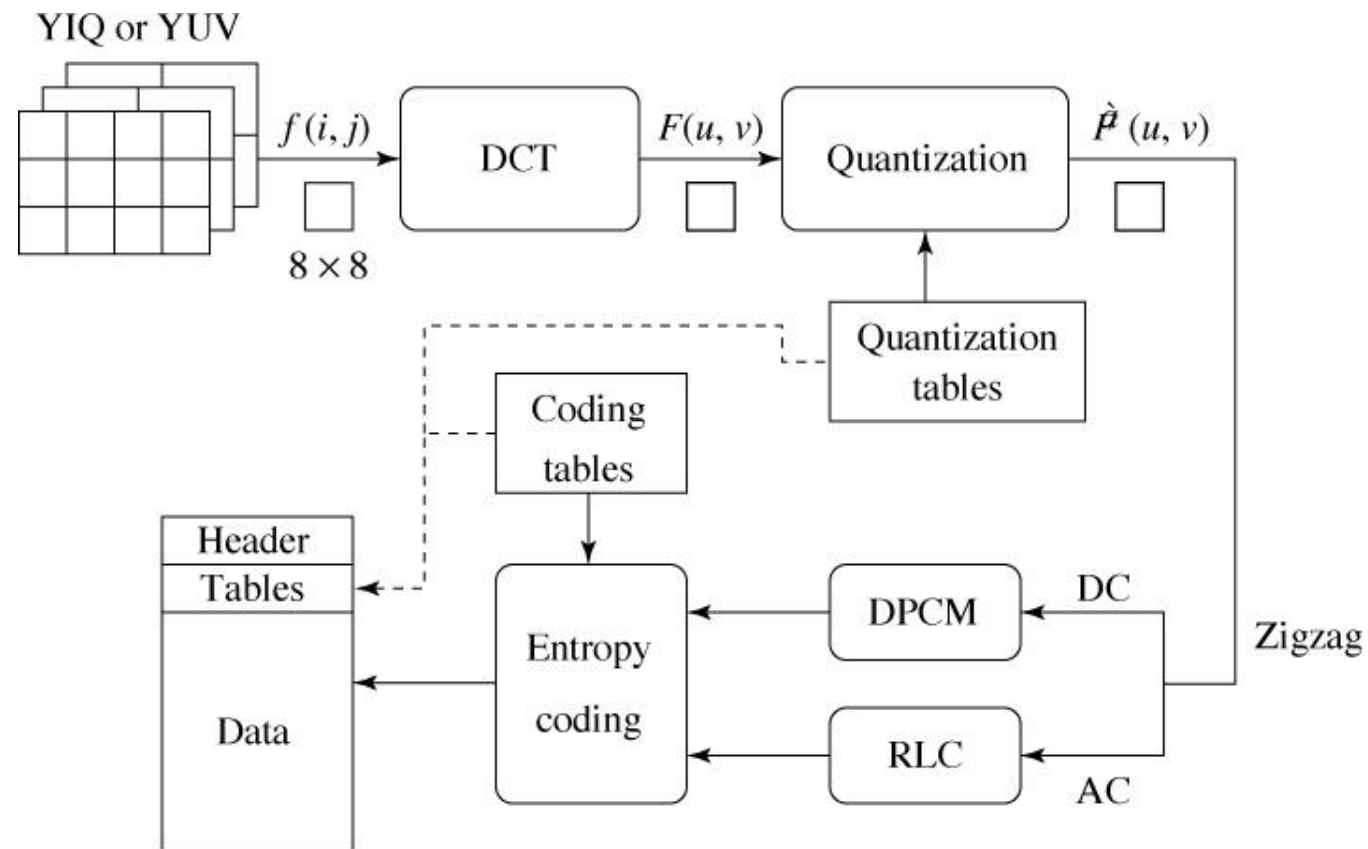 YIQ or YUV
f(i, j)
8 × 8
DCT
F(u, v)
Quantization
(u, v)
Quantization
tables
Coding
tables
Header
Tables
Data
Entropy
coding
DPCM
DC
Zigzag
RLC
AC